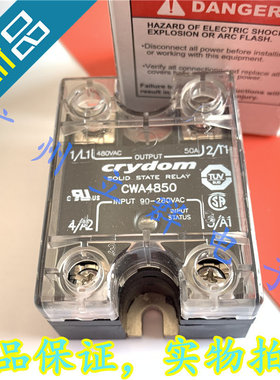 DANGER
HAZARD OF ELECTRIC SHOCK
EXPLOSION OR ARC FLASH.
• Disconnect all power before installing
or working with this equipment.
• Verify all connections and replace
covers before
1/L1 480VAC OUTPUT 50A 2/T1
crydom
SOLID STATE RELAY
CWA4850
INPUT 90-280VAC
INPUT
STATUS
TUV
4/A2
3/A1
品保证，实物拍